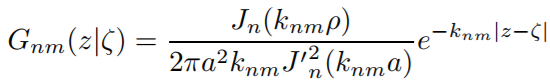 $$G_{nm}(z|\zeta) = \frac{J_n(k_{nm}\rho)}{2\pi a^2 k_{nm} {J'}_n^2(k_{nm}a)} e^{-k_{nm}|z-\zeta|}$$